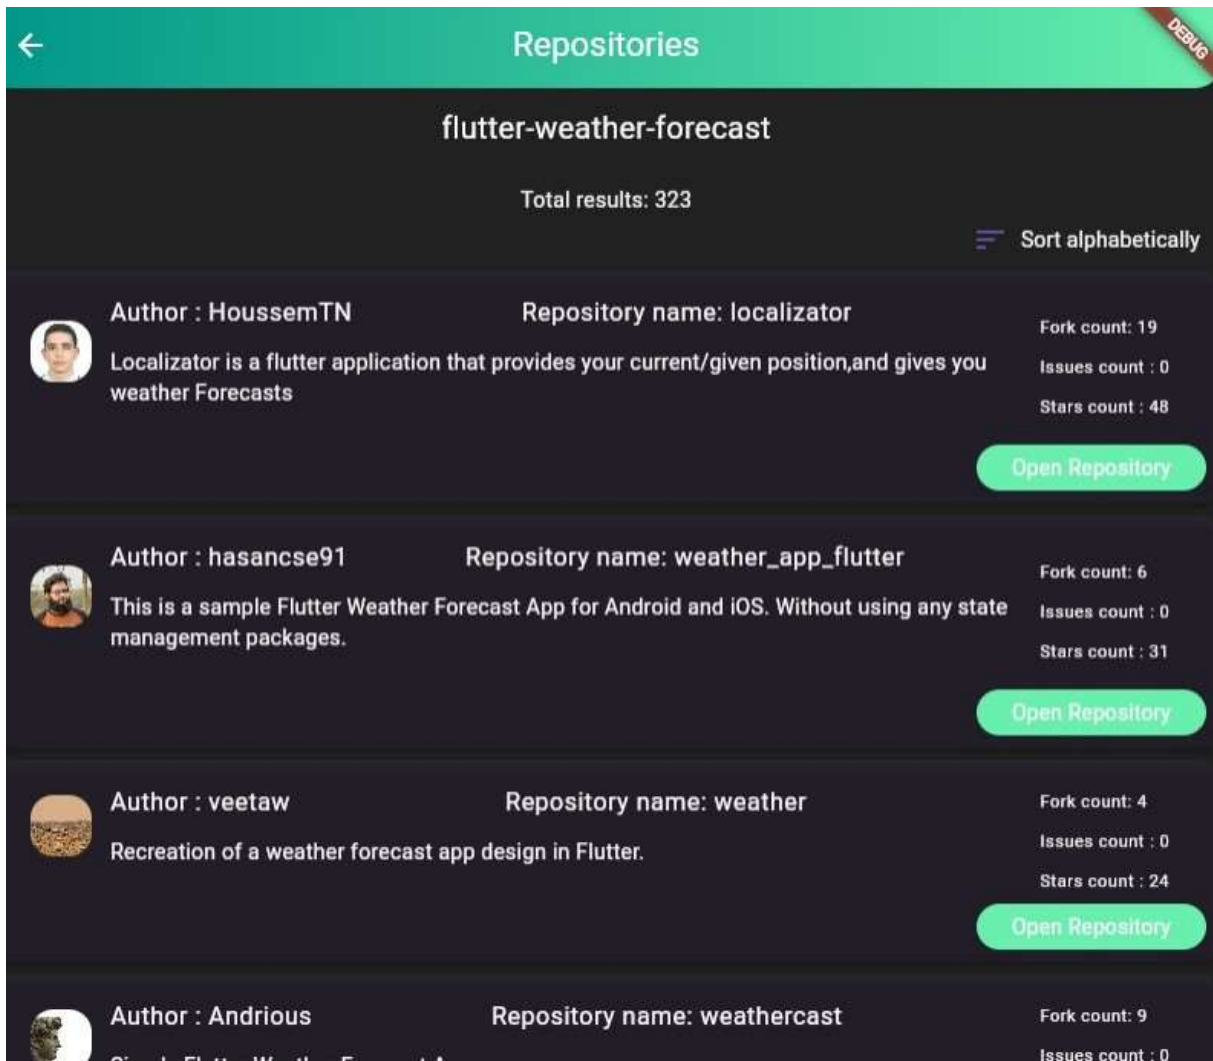 Repositories
DEBUG
flutter-weather-forecast
Total results: 323
Sort alphabetically
Author : HoussemTN
Repository name: localizator
Fork count: 19
Localizator is a flutter application that provides your current/given position,and gives you
weather Forecasts
Issues count : 0
Stars count : 48
Open Repository
Author : hasancse91
Repository name: weather_app_flutter
Fork count: 6
This is a sample Flutter Weather Forecast App for Android and iOS. Without using any state
management packages.
Issues count : 0
Stars count : 31
Open Repository
Author : veetaw
Repository name: weather
Fork count: 4
Recreation of a weather forecast app design in Flutter.
Issues count : 0
Stars count : 24
Open Repository
Author : Andrious
Repository name: weathercast
Fork count: 9
Issues count : 0